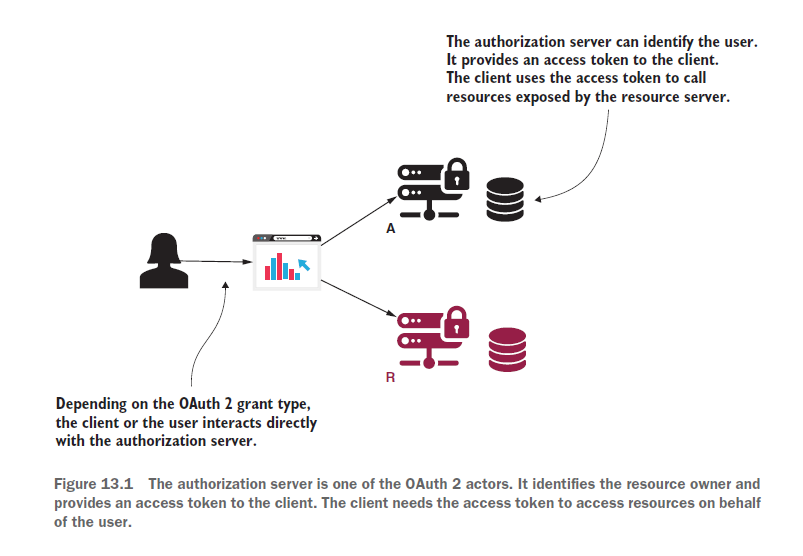 The authorization server can identify the user.
It provides an access token to the client.
The client uses the access token to call
resources exposed by the resource server.
A
R
Depending on the OAuth 2 grant type,
the client or the user interacts directly
with the authorization server.
Figure 13.1 The authorization server is one of the OAuth 2 actors. It identifies the resource owner and
provides an access token to the client. The client needs the access token to access resources on behalf
of the user.